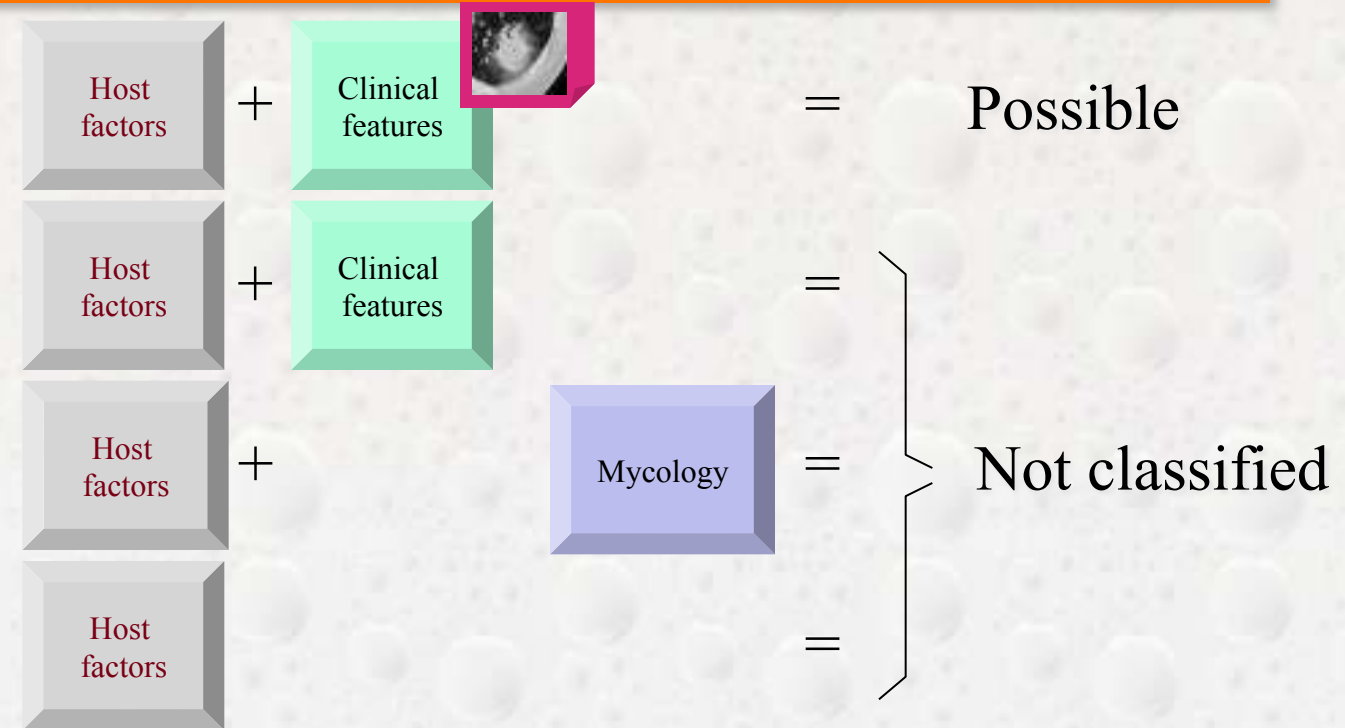 Host
factors
+
Clinical
features
=
Possible
Host
factors
+
Clinical
features
=
Host
factors
+
Mycology
=
Not classified
Host
factors
=